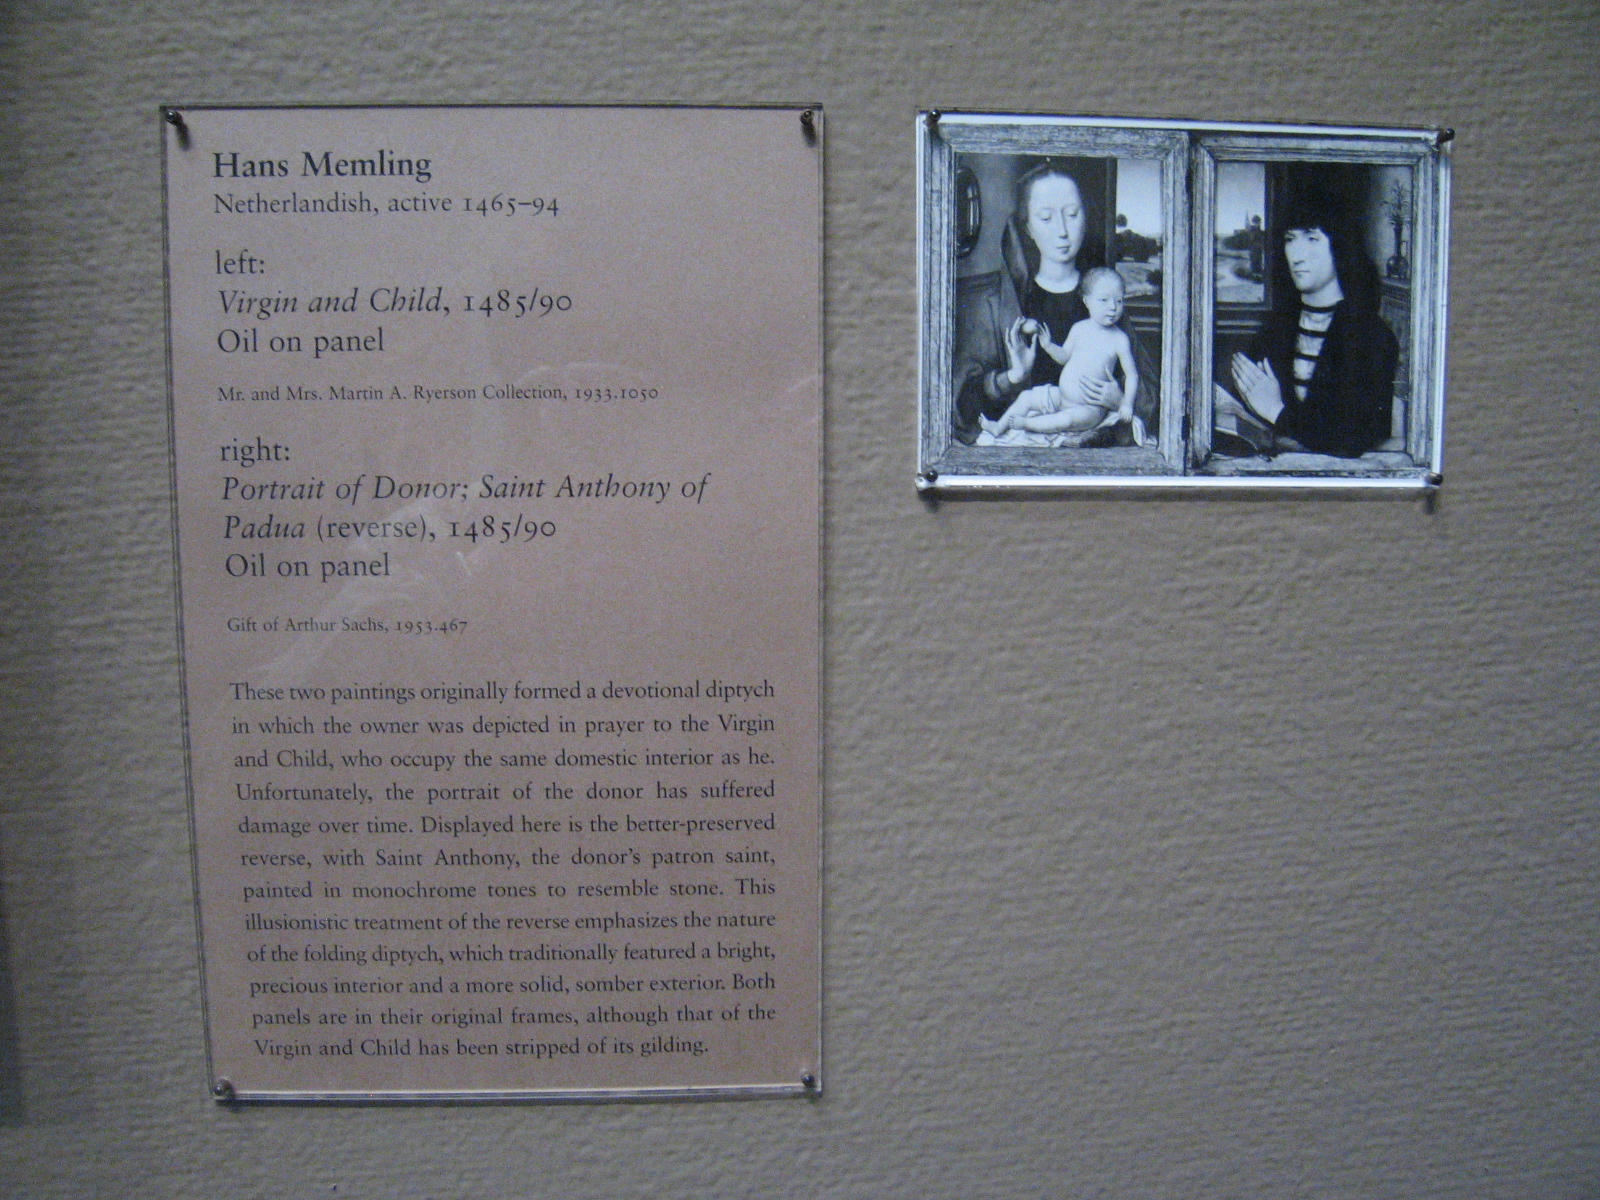 Hans Memling
Netherlandish, active 1465–94
left:
Virgin and Child, 1485/90
Oil on panel
Mr. and Mrs. Martin A. Ryerson Collection, 1933.1050
right:
Portrait of Donor; Saint Anthony of
Padua (reverse), 1485/90
Oil on panel
Gift of Arthur Sachs, 1953.467
These two paintings originally formed a devotional diptych
in which the owner was depicted in prayer to the Virgin
and Child, who occupy the same domestic interior as he.
Unfortunately, the portrait of the donor has suffered
damage over time. Displayed here is the better-preserved
reverse, with Saint Anthony, the donor's patron saint,
painted in monochrome tones to resemble stone. This
illusionistic treatment of the reverse emphasizes the nature
of the folding diptych, which traditionally featured a bright,
precious interior and a more solid, somber exterior. Both
panels are in their original frames, although that of the
Virgin and Child has been stripped of its gilding.